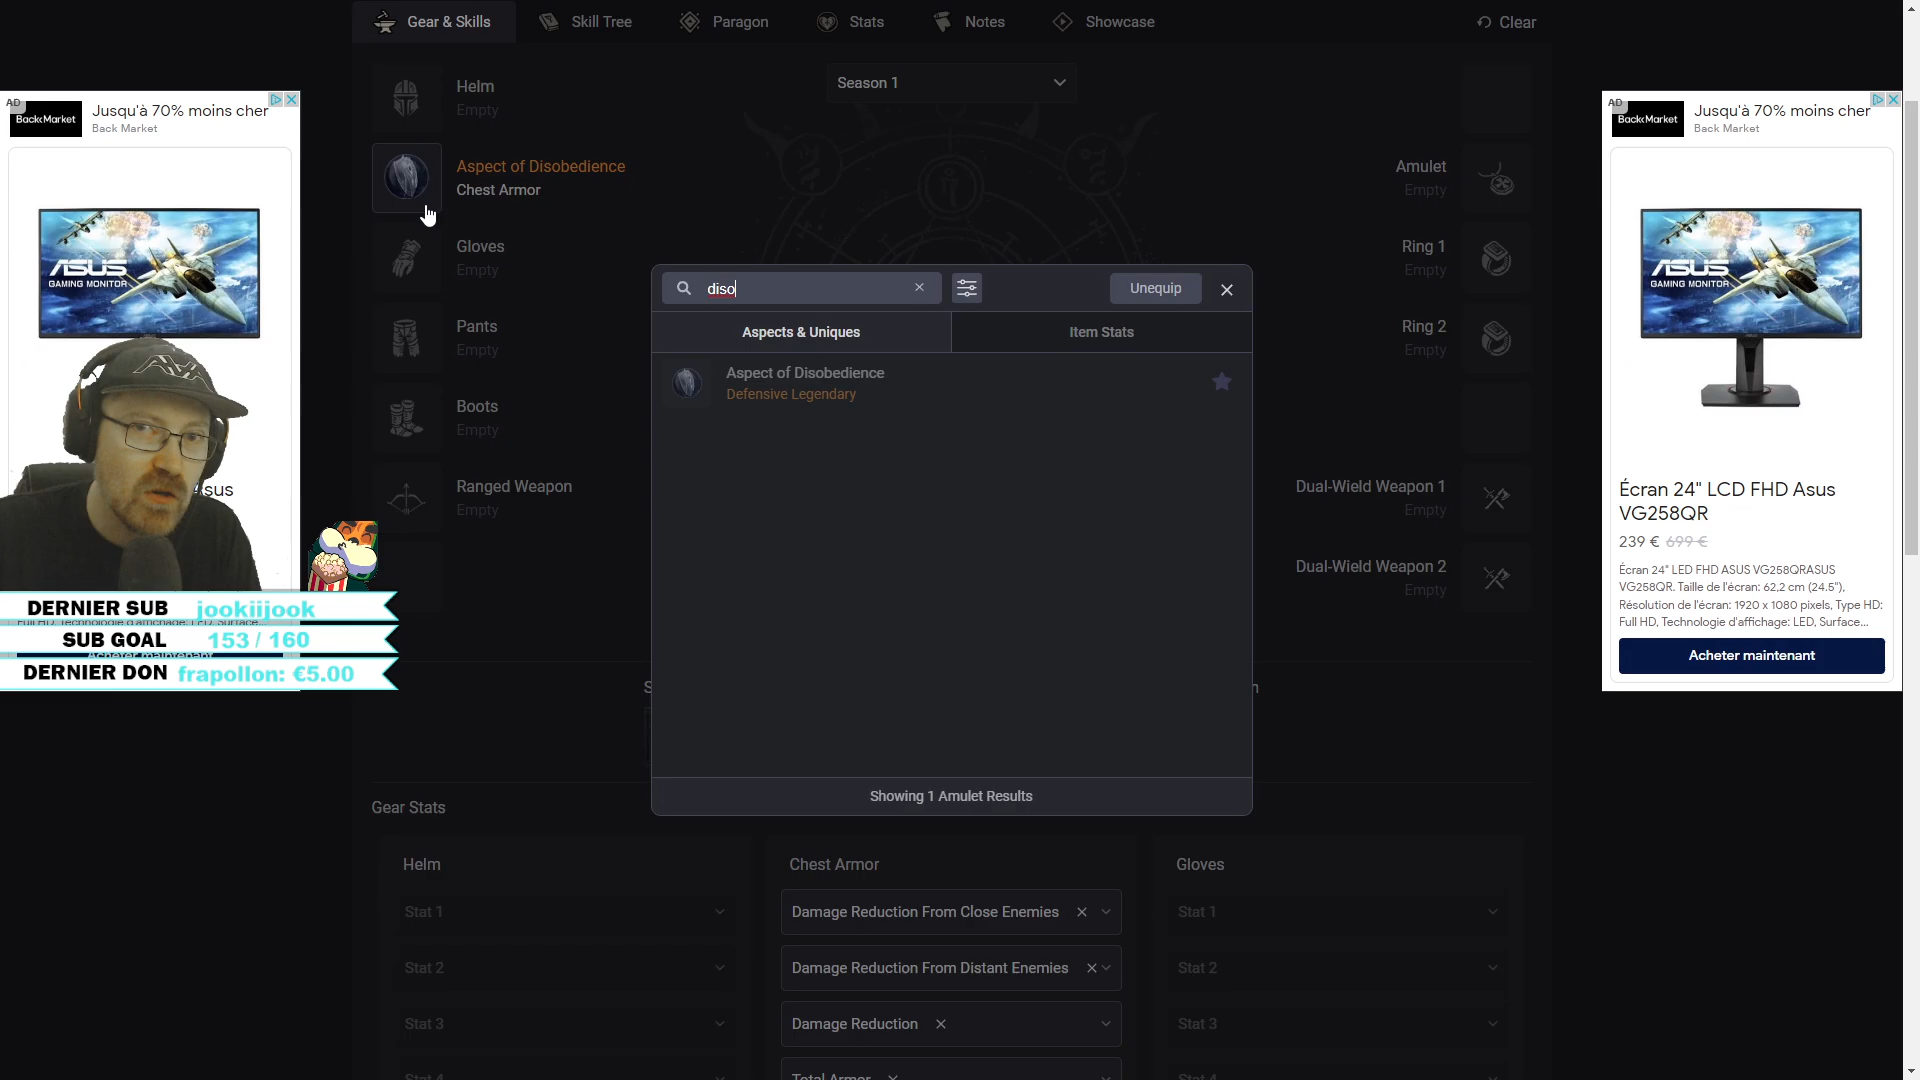 Gear & Skills
Skill Tree
Paragon
Stats
Notes
Showcase
Clear
Season 1
Helm
Empty
Aspect of Disobedience
Chest Armor
Gloves
Empty
Pants
Empty
Boots
Empty
Ranged Weapon
Empty
Amulet
Empty
Ring 1
Empty
Ring 2
Empty
Dual-Wield Weapon 1
Empty
Dual-Wield Weapon 2
Empty
diso
Unequip
Aspects & Uniques
Item Stats
Aspect of Disobedience
Defensive Legendary
Showing 1 Amulet Results
Gear Stats
Helm
Stat 1
Stat 2
Stat 3
Stat 4
Chest Armor
Damage Reduction From Close Enemies
Damage Reduction From Distant Enemies
Damage Reduction
Total Armor
Gloves
Stat 1
Stat 2
Stat 3
Stat 4
AD
BackMarket
Jusqu'à 70% moins cher
Back Market
ASUS
GAMING MONITOR
DERNIER SUB jookiijook
SUB GOAL 153 / 160
DERNIER DON frapollon: €5.00
AD
BackMarket
Jusqu'à 70% moins cher
Back Market
ASUS
GAMING MONITOR
Écran 24" LCD FHD Asus
VG258QR
239 € 699 €
Écran 24" LED FHD ASUS VG258QRASUS
VG258QR. Taille de l'écran: 62,2 cm (24.5"),
Résolution de l'écran: 1920 x 1080 pixels, Type HD:
Full HD, Technologie d'affichage: LED, Surface...
Acheter maintenant